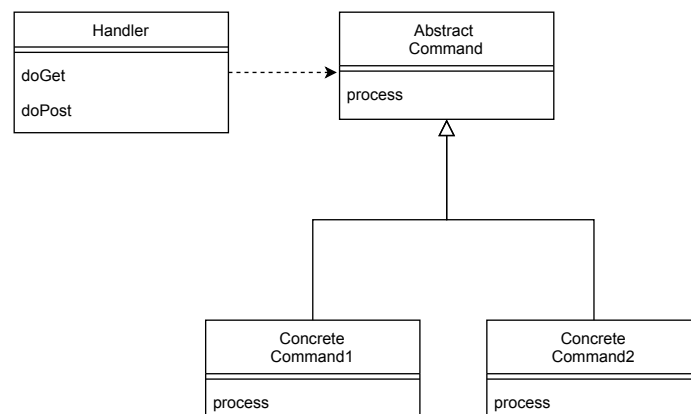 Handler
doGet
doPost
Abstract
Command
process
Concrete
Command1
process
Concrete
Command2
process